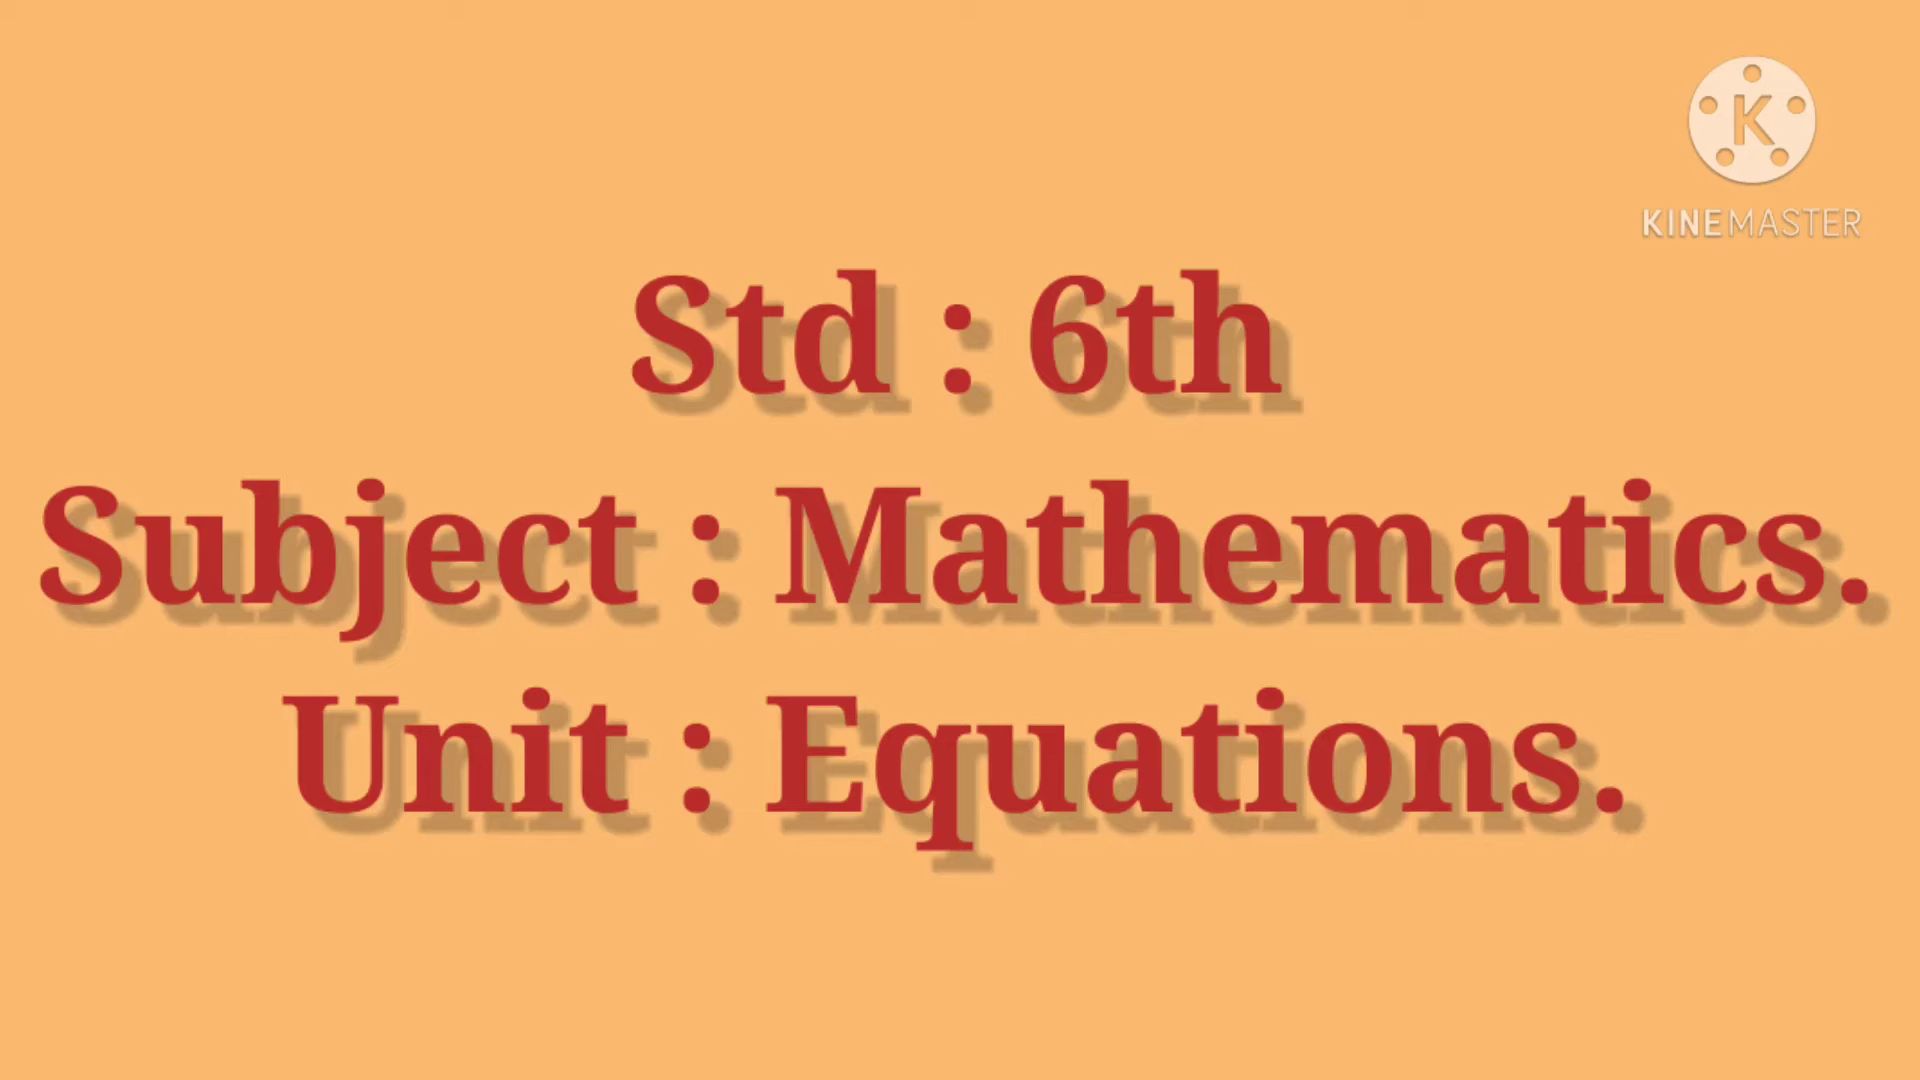 K
KINEMASTER
Std : 6th
Subject : Mathematics.
Unit : Equations.